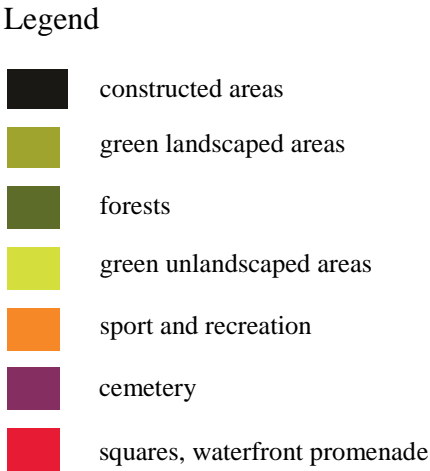 Legend
constructed areas
green landscaped areas
forests
green unlandscaped areas
sport and recreation
cemetery
squares, waterfront promenade